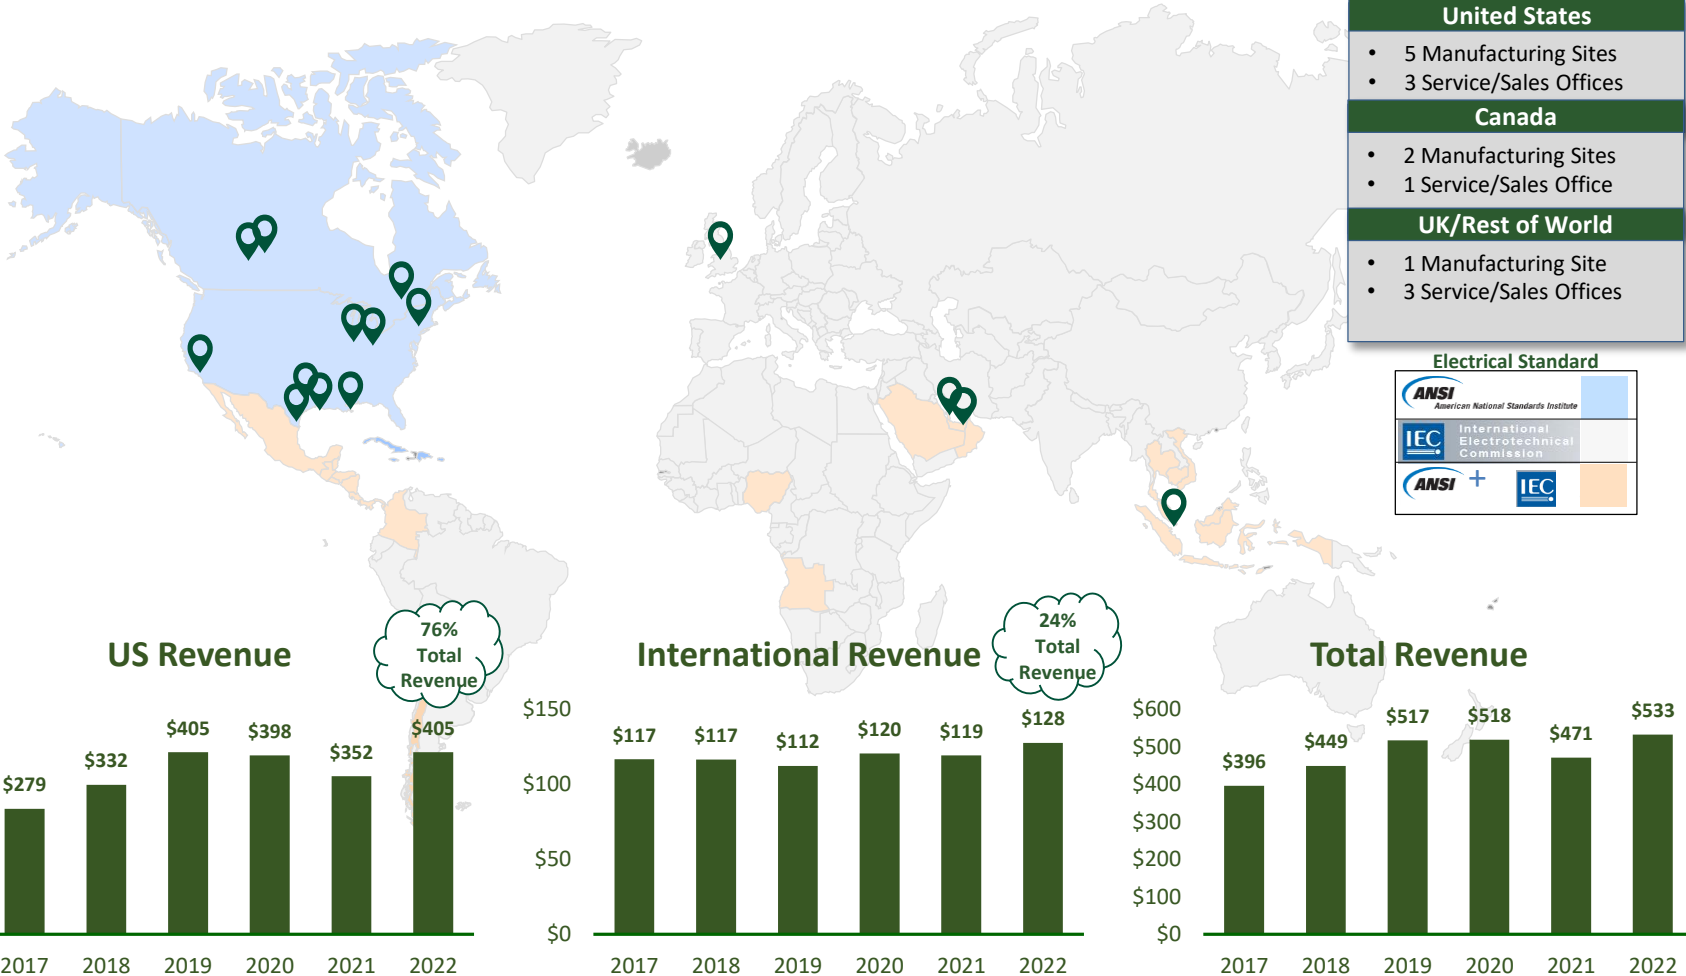 United States
• 5 Manufacturing Sites
• 3 Service/Sales Offices
Canada
• 2 Manufacturing Sites
• 1 Service/Sales Office
UK/Rest of World
• 1 Manufacturing Site
• 3 Service/Sales Offices
Electrical Standard
ANSI
American National Standards Institute
IEC
International
Electrotechnical
Commission
ANSI + IEC
US Revenue
76%
Total
Revenue
$279
$332
$405
$398
$352
$405
2017 2018 2019 2020 2021 2022
International Revenue
24%
Total
Revenue
$150
$100
$50
$0
$117
$117
$112
$120
$119
$128
2017 2018 2019 2020 2021 2022
Total Revenue
$600
$500
$400
$300
$200
$100
$0
$396
$449
$517
$518
$471
$533
2017 2018 2019 2020 2021 2022